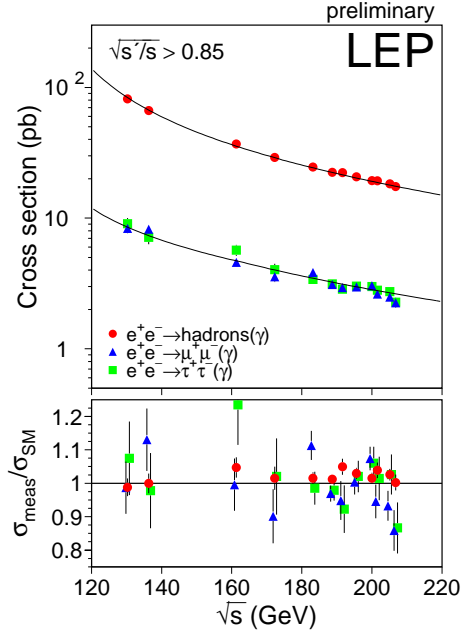 preliminary
LEP
√s´/s > 0.85
Cross section (pb)
10²
10
1
e⁺e⁻→hadrons(γ)
e⁺e⁻→μ⁺μ⁻(γ)
e⁺e⁻→τ⁺τ⁻(γ)
σmeas/σSM
1.2
1.1
1
0.9
0.8
120 140 160 180 200 220
√s (GeV)